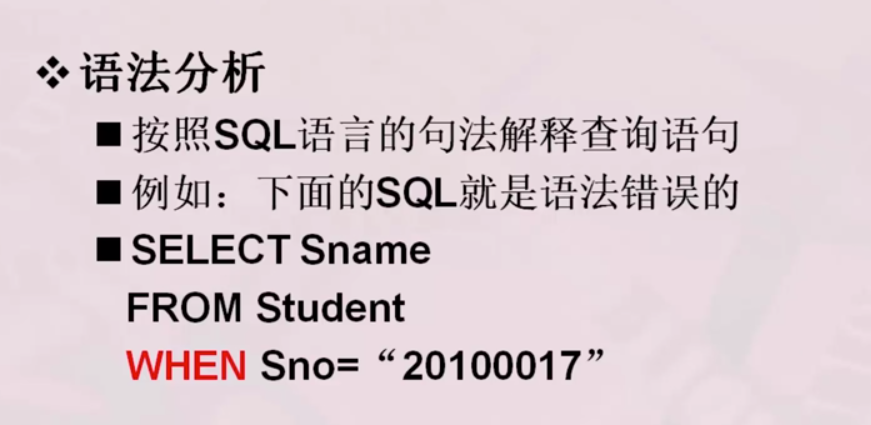 语法分析
按照SQL语言的句法解释查询语句
例如：下面的SQL就是语法错误的
SELECT Sname
FROM Student
WHEN Sno=“20100017”